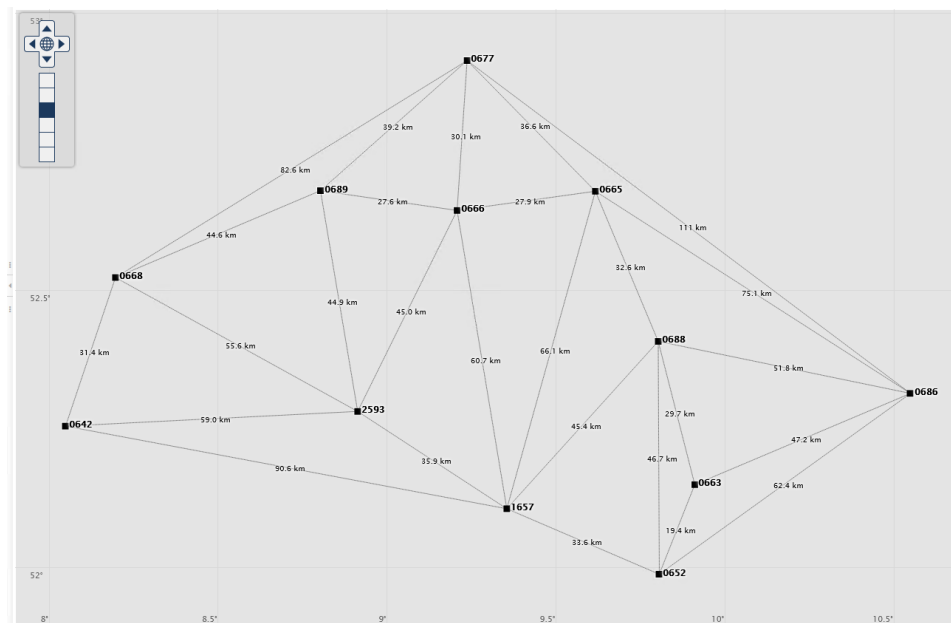 53°
0677
39.2 km
36.6 km
30.1 km
82.6 km
0689
0665
27.6 km
27.9 km
0666
111 km
44.6 km
32.6 km
0668
52.5°
75.1 km
44.9 km
45.0 km
0688
55.6 km
66.1 km
31.4 km
60.7 km
51.8 km
0686
2593
29.7 km
59.0 km
0642
45.4 km
47.2 km
35.9 km
46.7 km
90.6 km
0663
62.4 km
1657
19.4 km
33.6 km
0652
52°
8°
8.5°
9°
9.5°
10°
10.5°